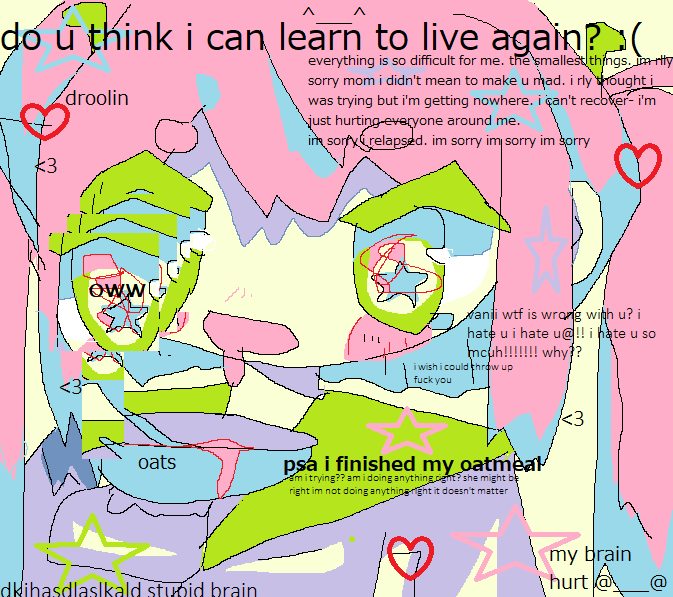 ^___^
do u think i can learn to live again? :(
everything is so difficult for me. the smallest things. im rlly
sorry mom i didn't mean to make u mad. i rly thought i
was trying but i'm getting nowhere. i can't recover- i'm
just hurting everyone around me.
im sorry i relapsed. im sorry im sorry im sorry
droolin
<3
oww
vanii wtf is wrong with u? i
hate u i hate u@!! i hate u so
mcuh!!!!!!! why??
i wish i could throw up
fuck you
<3
<3
oats
psa i finished my oatmeal
am i trying?? am i doing anything right? she might be
right im not doing anything right it doesn't matter
my brain
hurt @___@
dkjhasdlaslkald stupid brain